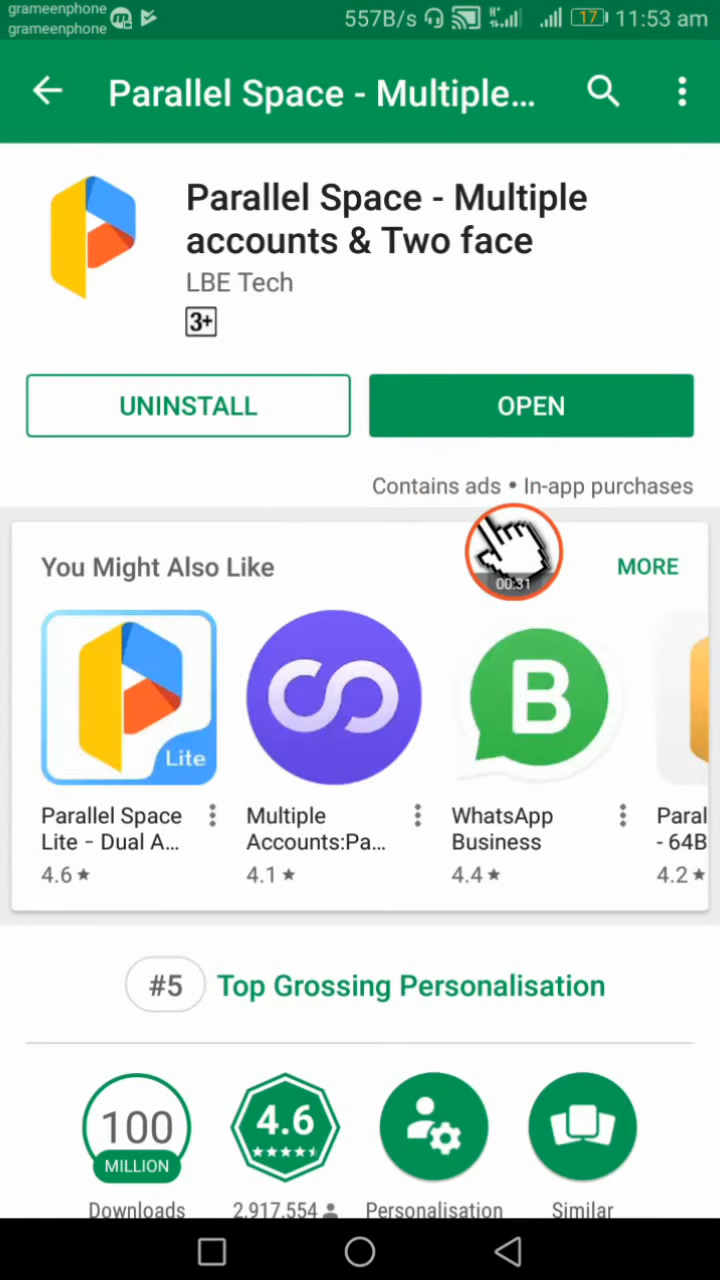 grameenphone
grameenphone
557B/s
H+
17
11:53 am
Parallel Space - Multiple...
Parallel Space - Multiple
accounts & Two face
LBE Tech
3+
UNINSTALL
OPEN
Contains ads • In-app purchases
00:31
You Might Also Like
MORE
Lite
B
Parallel Space
Lite - Dual A...
4.6 ★
Multiple
Accounts:Pa...
4.1 ★
WhatsApp
Business
4.4 ★
Paral
- 64B
4.2 ★
#5
Top Grossing Personalisation
100
MILLION
Downloads
4.6
2,917,554
Personalisation
Similar